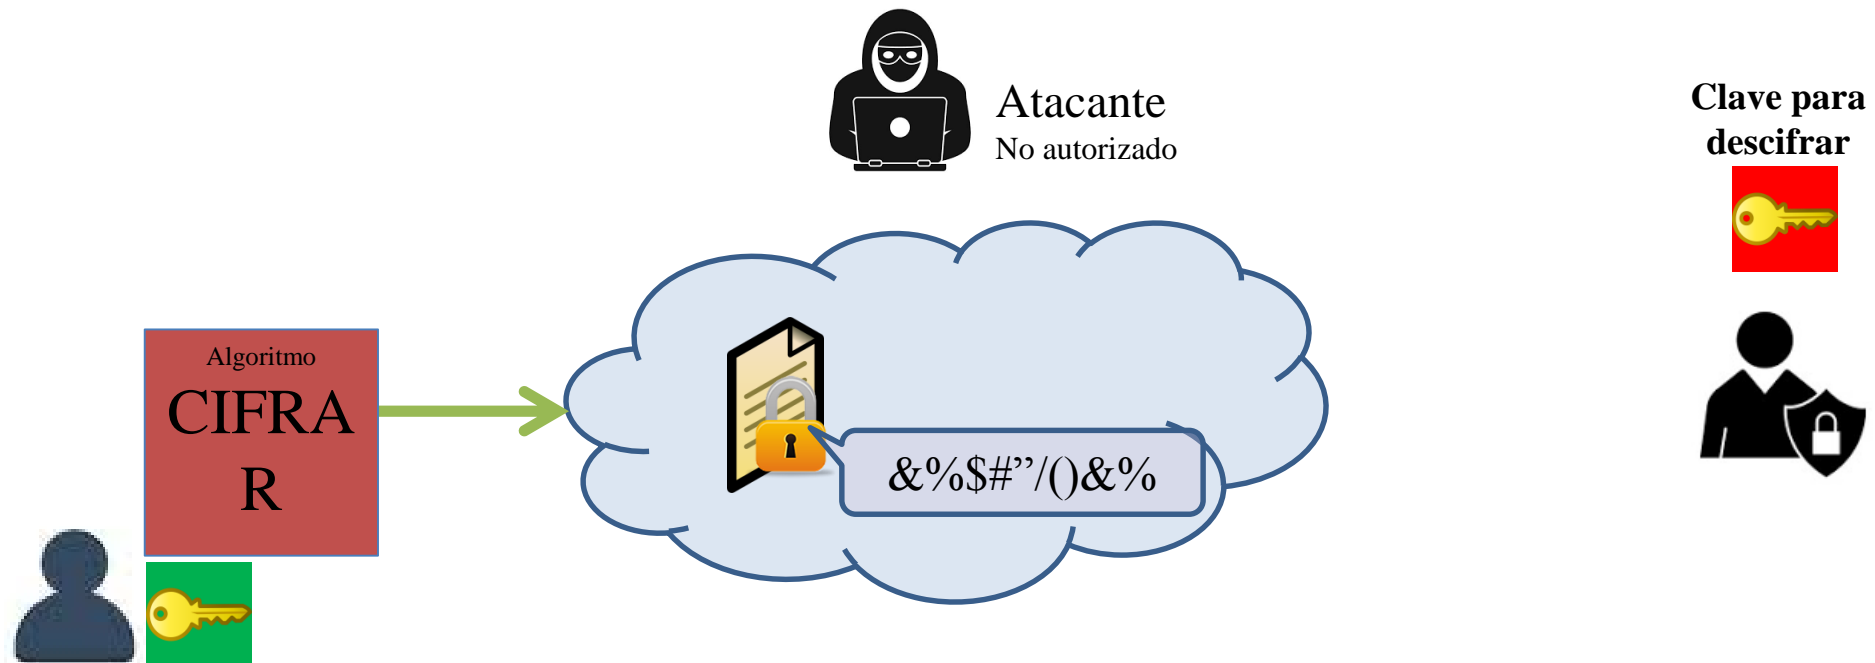 Atacante
No autorizado
Clave para
descifrar
Algoritmo
CIFRA
R
&%$#”/()&%